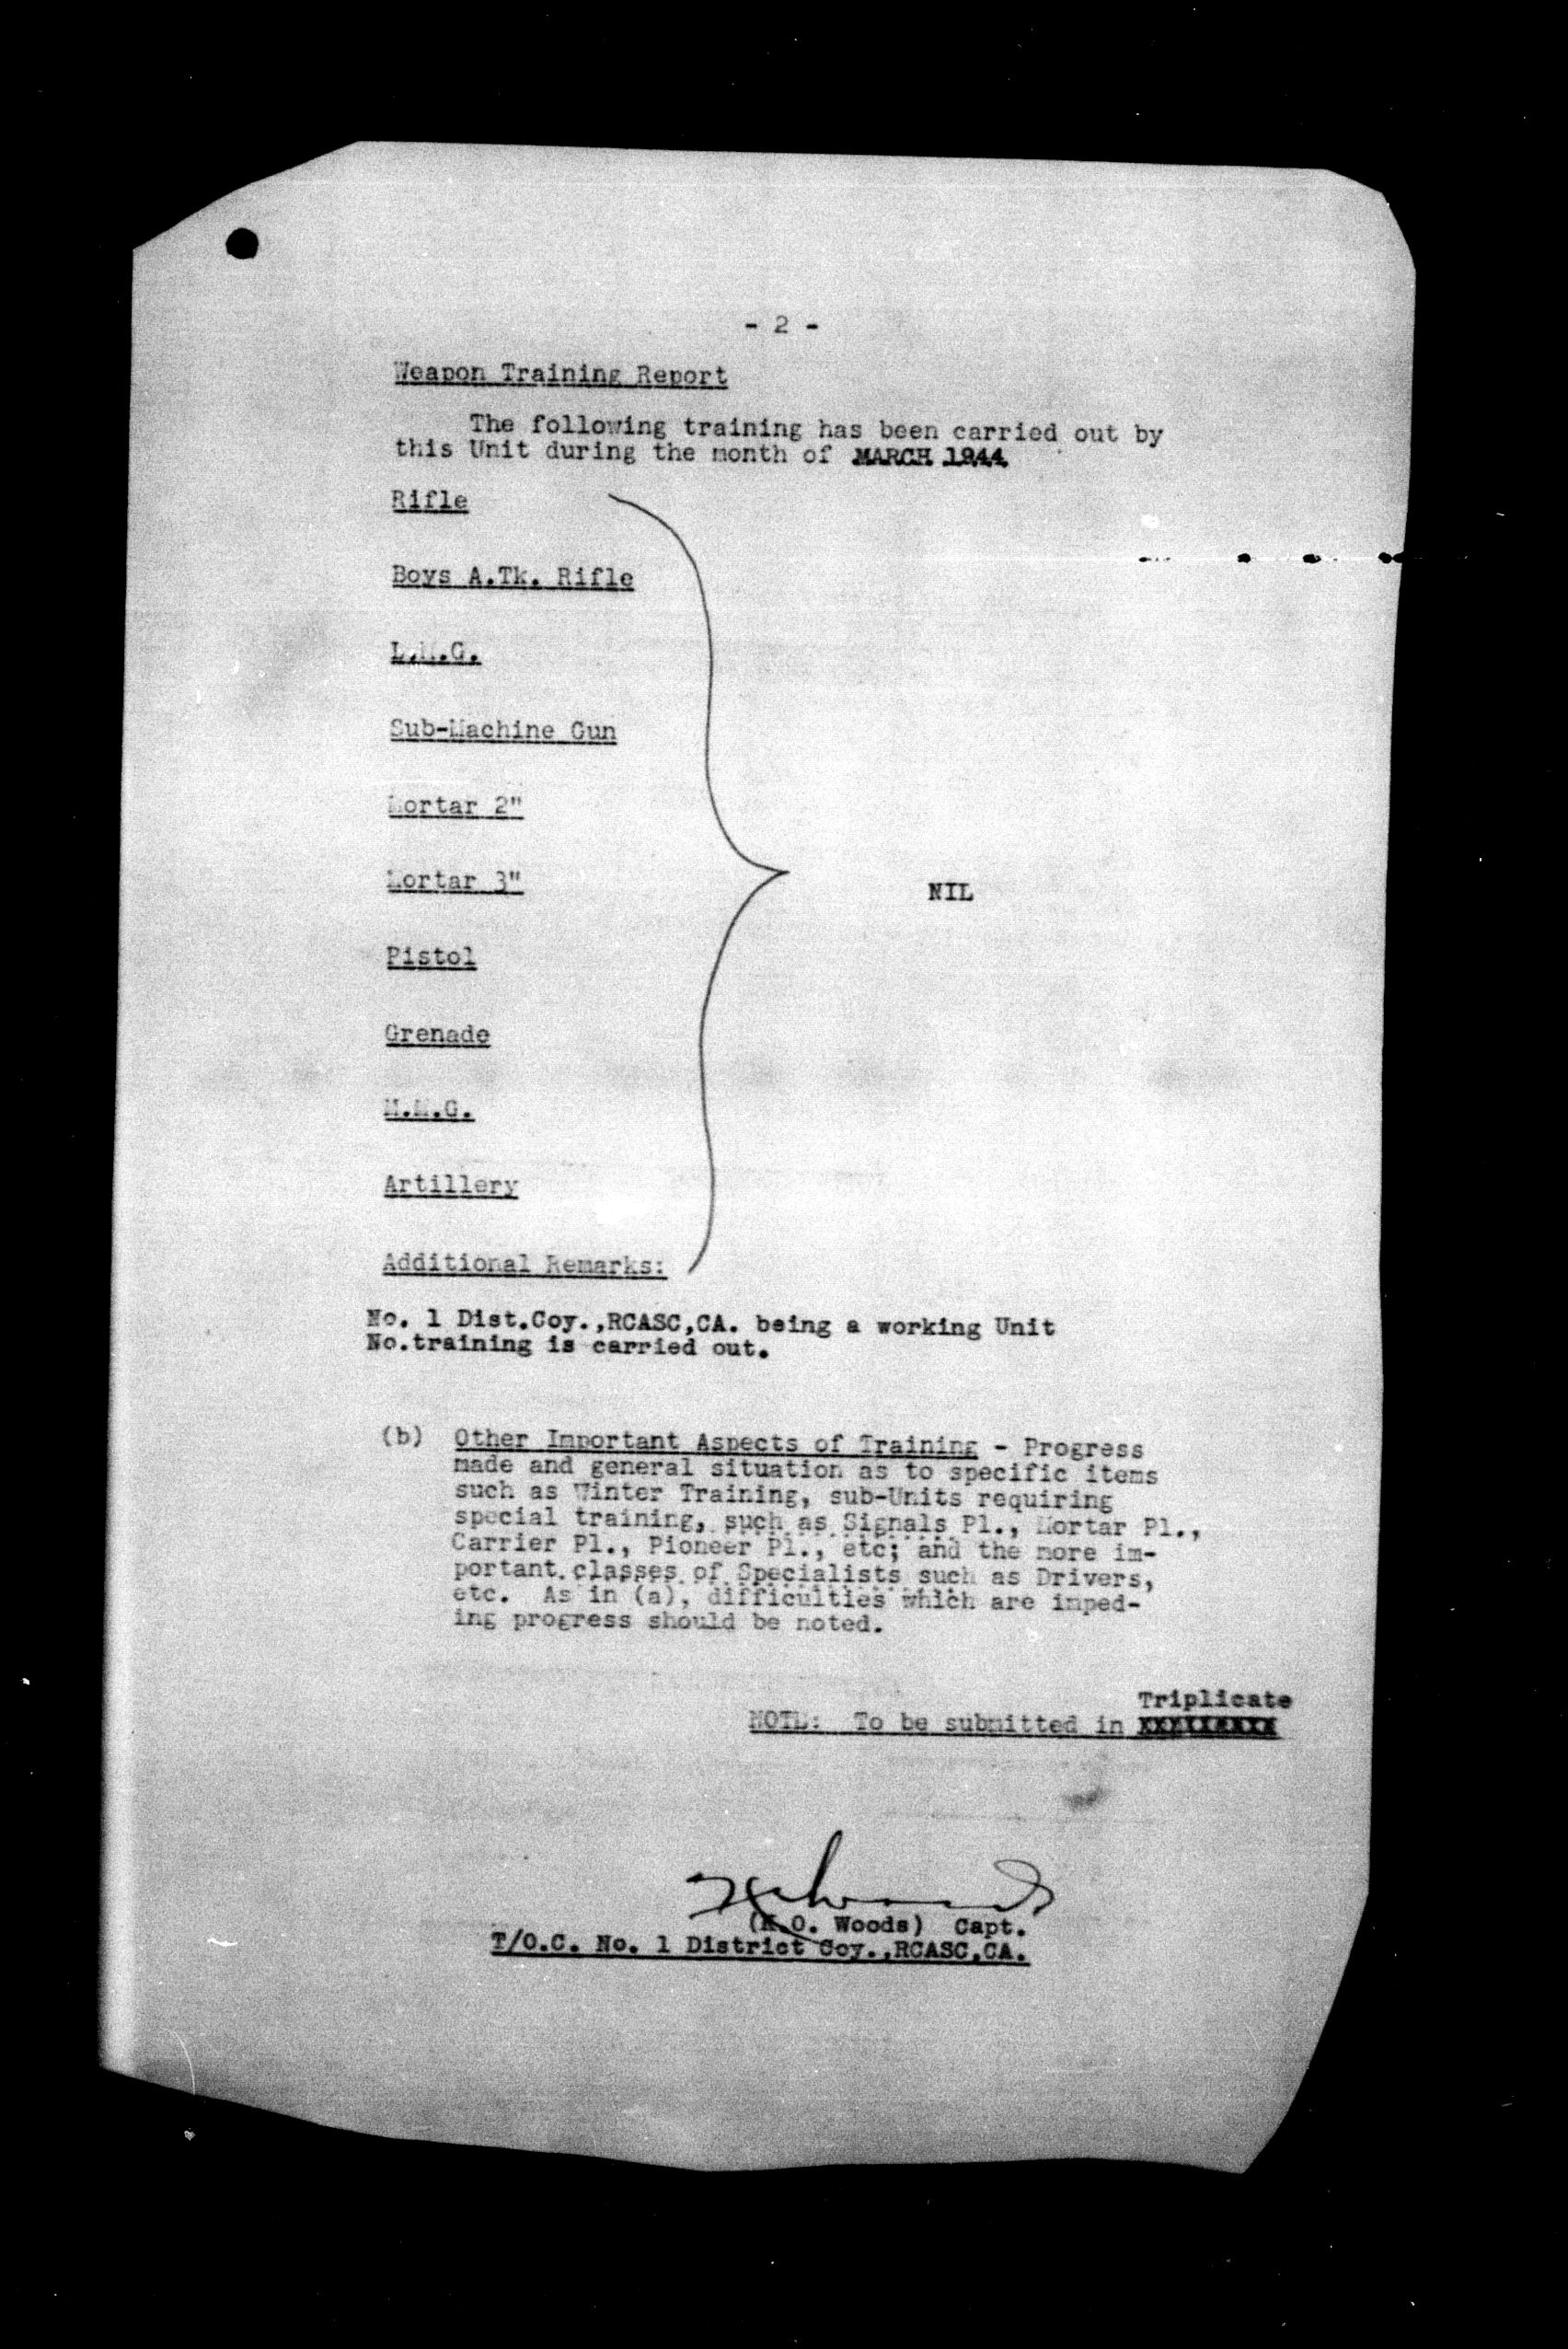 - 2 -
Weapon Training Report
The following training has been carried out by
this Unit during the month of MARCH 1944
Rifle
Boys A.Tk. Rifle
L.M.G.
Sub-Machine Gun
Mortar 2"
Mortar 3"
NIL
Pistol
Grenade
M.M.G.
Artillery
Additional Remarks:
No. 1 Dist.Coy.,RCASC,CA. being a working Unit
No.training is carried out.
(b) Other Important Aspects of Training - Progress
made and general situation as to specific items
such as Winter Training, sub-Units requiring
special training, such as Signals Pl., Mortar Pl.,
Carrier Pl., Pioneer Pl., etc; and the more im-
portant classes of Specialists such as Drivers,
etc. As in (a), difficulties which are imped-
ing progress should be noted.
Triplicate
NOTE: To be submitted in
O. Woods) Capt.
T/O.C. No. 1 District Coy.,RCASC,CA.